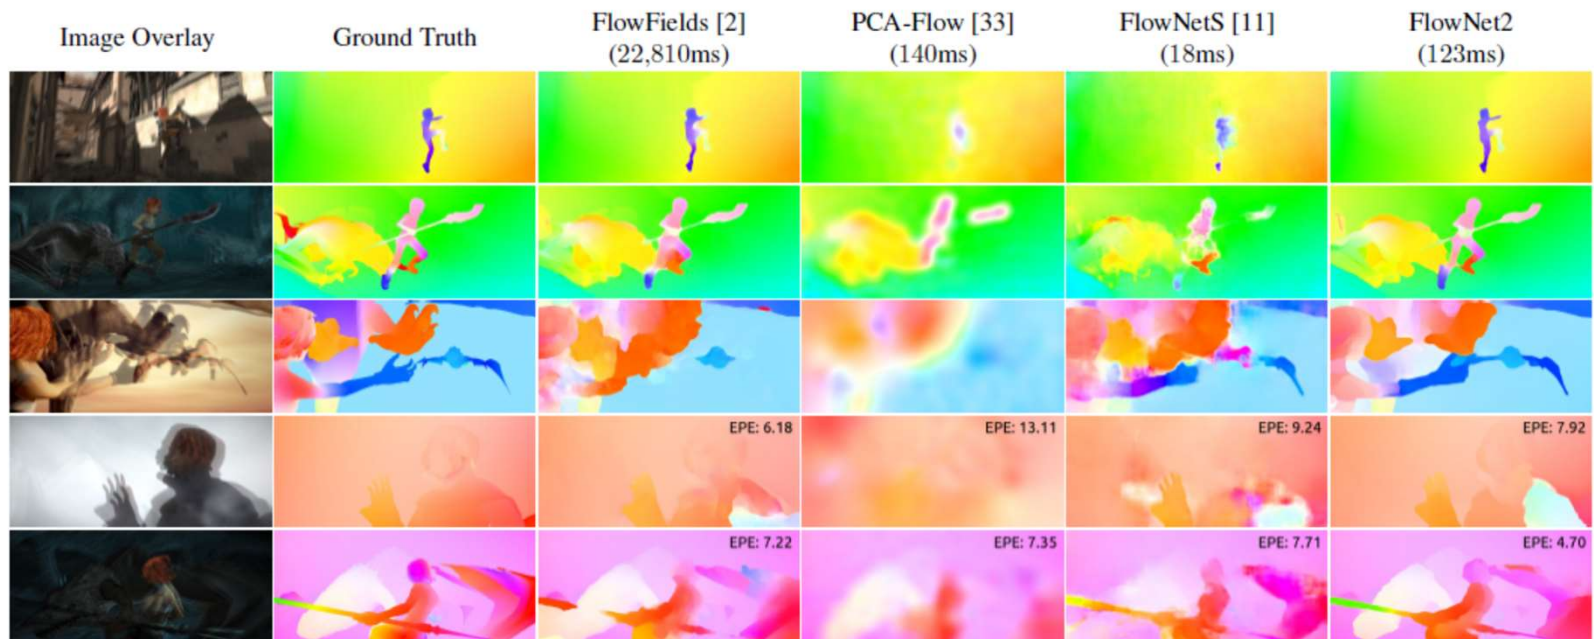 Image Overlay
Ground Truth
FlowFields [2]
(22,810ms)
PCA-Flow [33]
(140ms)
FlowNetS [11]
(18ms)
FlowNet2
(123ms)
EPE: 6.18
EPE: 13.11
EPE: 9.24
EPE: 7.92
EPE: 7.22
EPE: 7.35
EPE: 7.71
EPE: 4.70